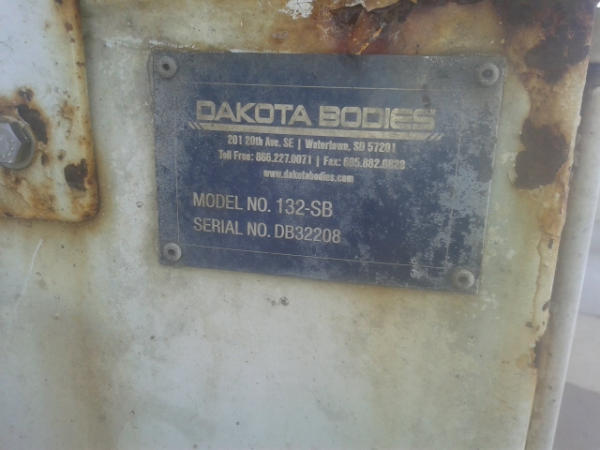 DAKOTA BODIES
201 20th Ave. SE | Watertown, SD 57201
Toll Free: 866.227.0071 | Fax: 605.882.0823
www.dakotabodies.com
MODEL NO. 132-SB
SERIAL NO. DB32208